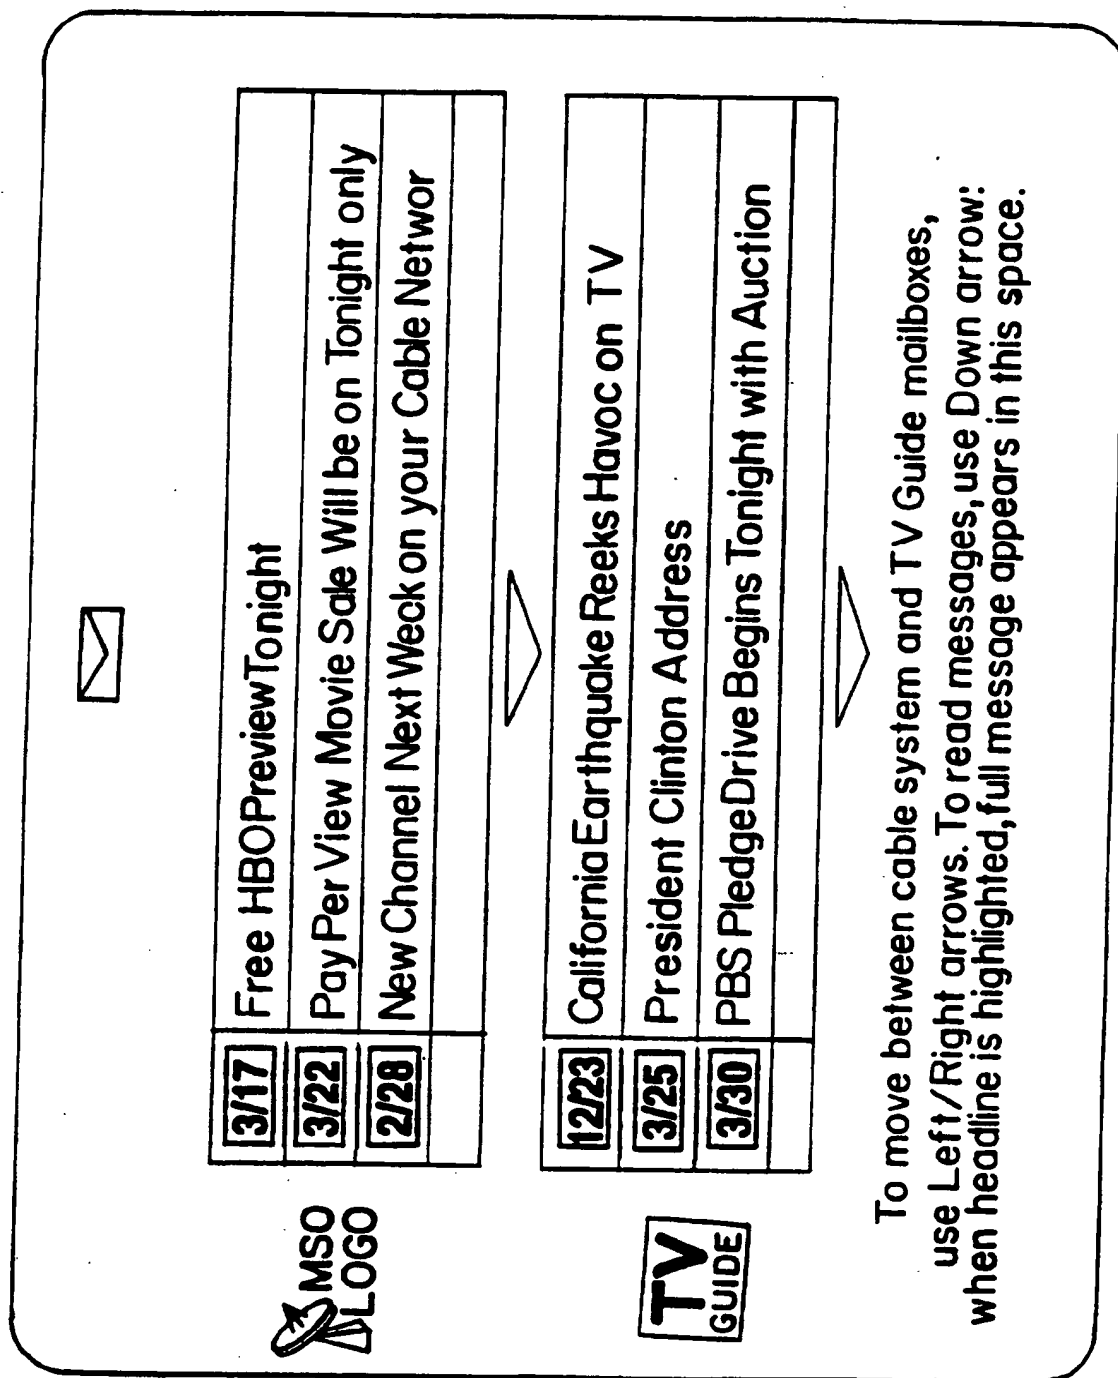 MSO
LOGO
3/17 Free HBOPreviewTonight
3/22 Pay Per View Movie Sale Will be on Tonight only
2/28 New Channel Next Weck on your Cable Networ
TV
GUIDE
12/23 California Earthquake Reeks Havoc on TV
3/25 President Clinton Address
3/30 PBS PledgeDrive Begins Tonight with Auction
To move between cable system and TV Guide mailboxes,
use Left/Right arrows. To read messages, use Down arrow:
when headline is highlighted, full message appears in this space.